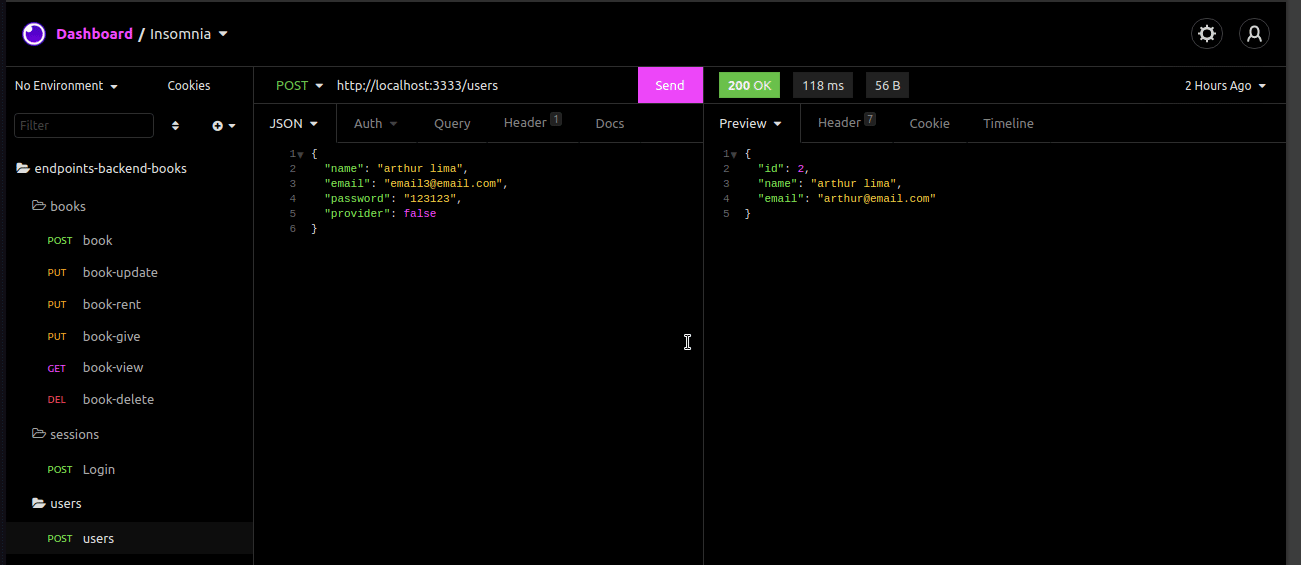 Dashboard / Insomnia
No Environment Cookies
POST http://localhost:3333/users Send
200 OK 118 ms 56 B 2 Hours Ago
Filter
JSON Auth Query Header 1 Docs
Preview Header 7 Cookie Timeline
endpoints-backend-books
books
POST book
PUT book-update
PUT book-rent
PUT book-give
GET book-view
DEL book-delete
sessions
POST Login
users
POST users
1 {
2 "name": "arthur lima",
3 "email": "email3@email.com",
4 "password": "123123",
5 "provider": false
6 }
1 {
2 "id": 2,
3 "name": "arthur lima",
4 "email": "arthur@email.com"
5 }